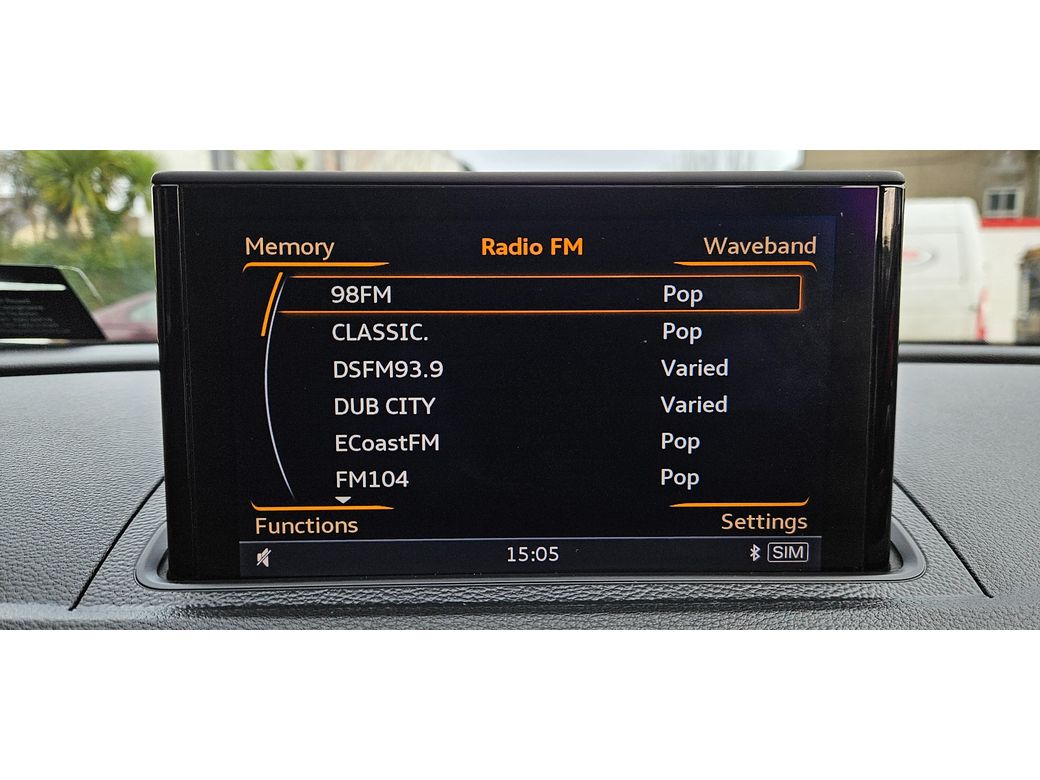 Memory Radio FM Waveband
98FM Pop
CLASSIC. Pop
DSFM93.9 Varied
DUB CITY Varied
ECoastFM Pop
FM104 Pop
Functions Settings
15:05 SIM